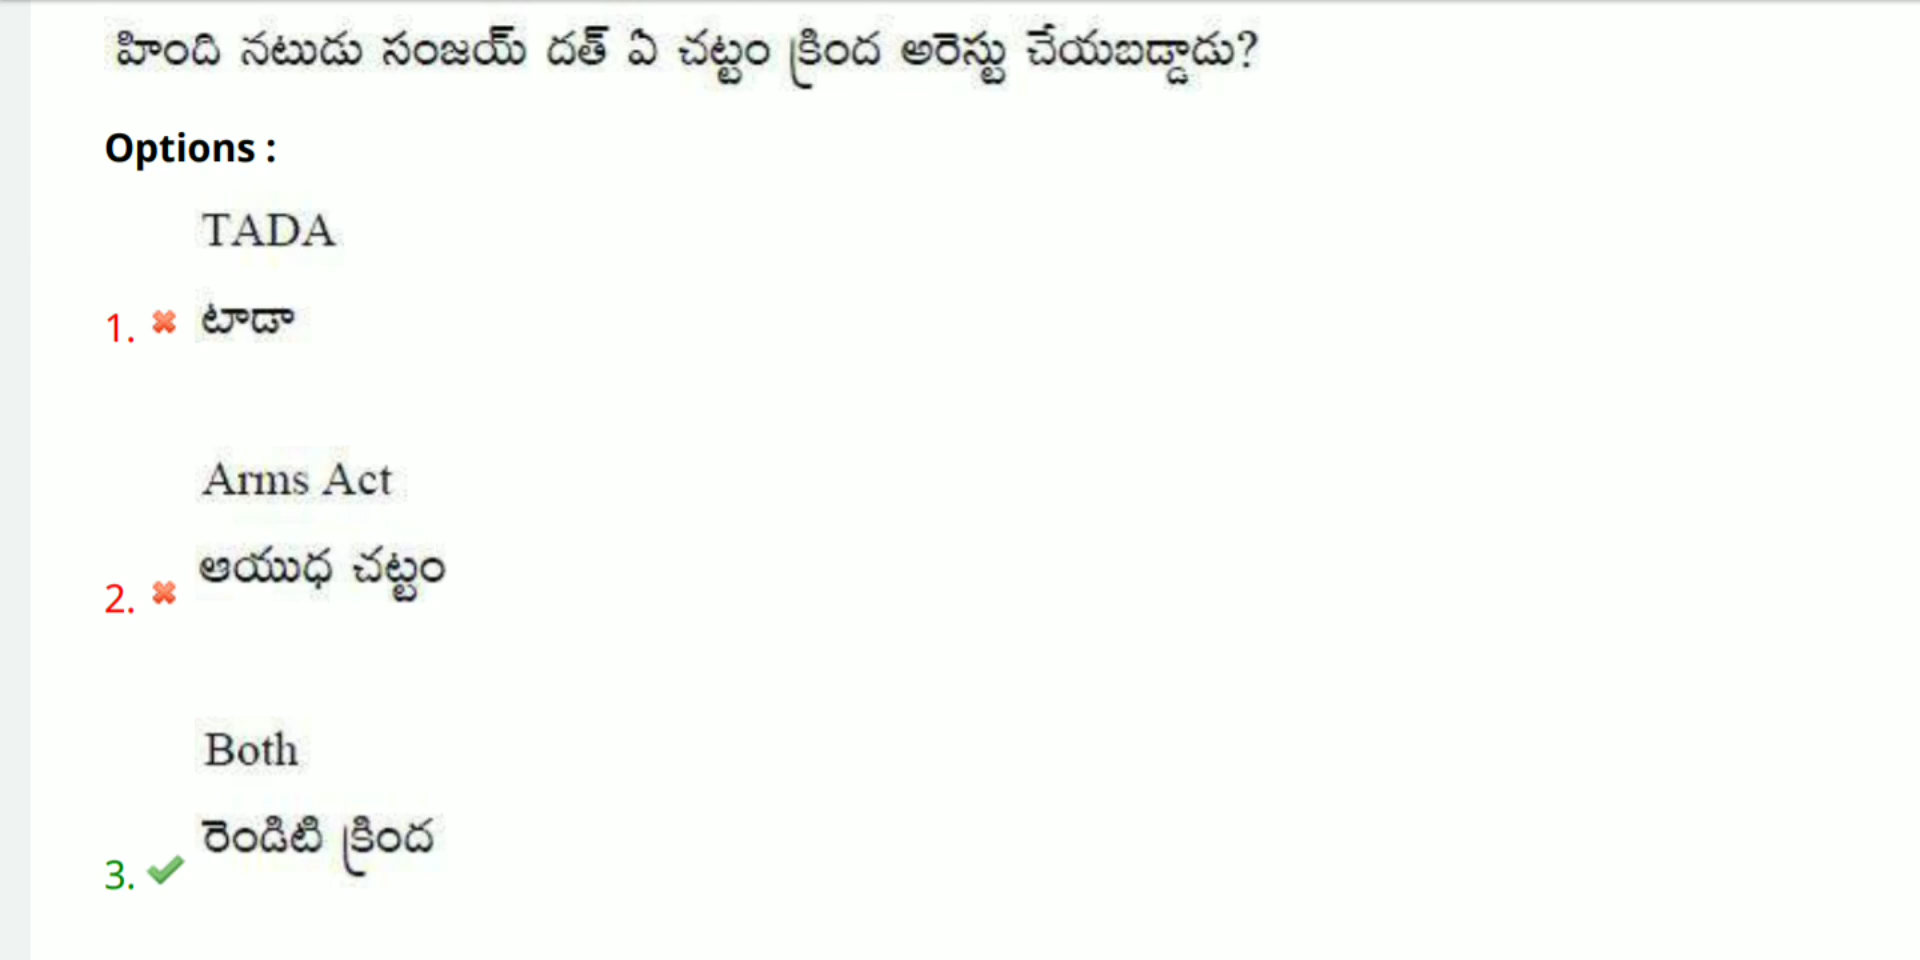 హింది నటుడు సంజయ్ దత్ ఏ చట్టం క్రింద అరెస్టు చేయబడ్డాడు?
Options :
TADA
1. టాడా
Arms Act
2. ఆయుధ చట్టం
Both
3. రెండిటి క్రింద